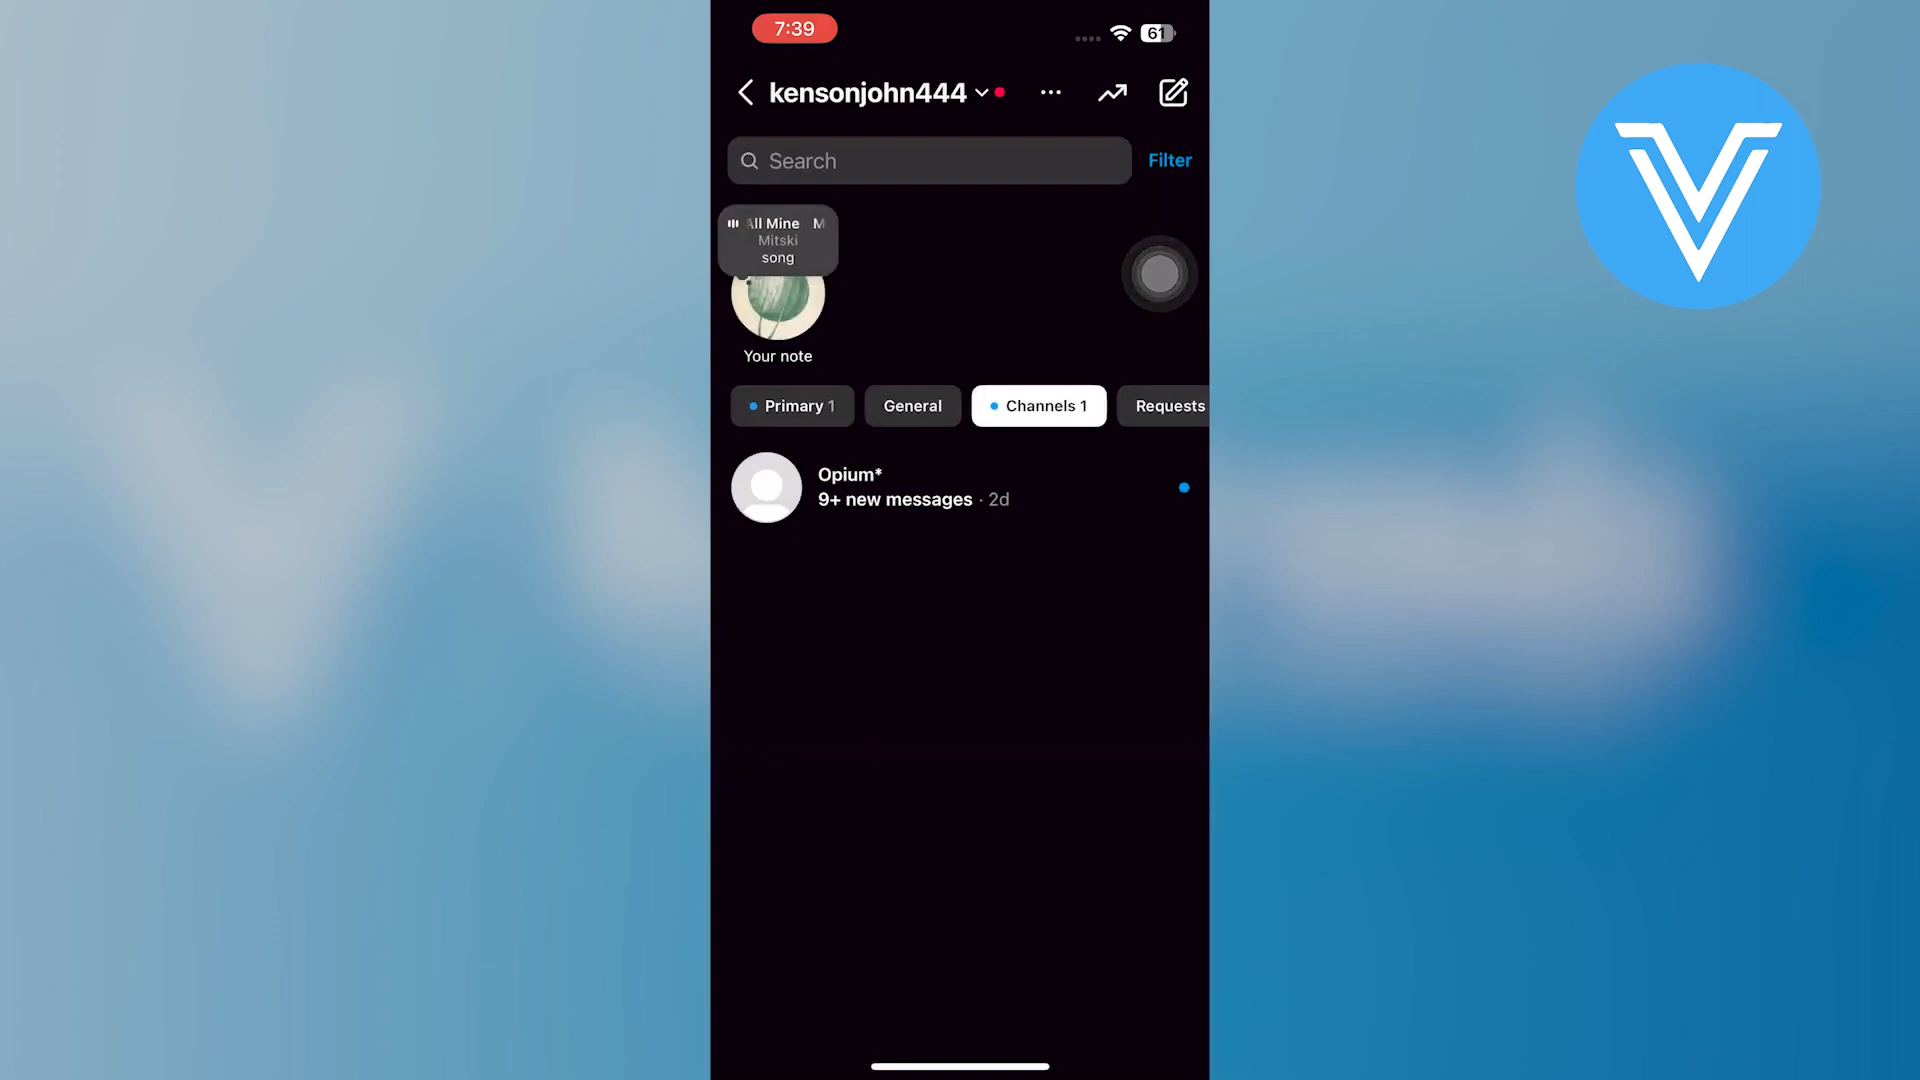 7:39
61
kensonjohn444
Search
Filter
All Mine M
Mitski
song
Your note
Primary 1
General
Channels 1
Requests
Opium*
9+ new messages · 2d